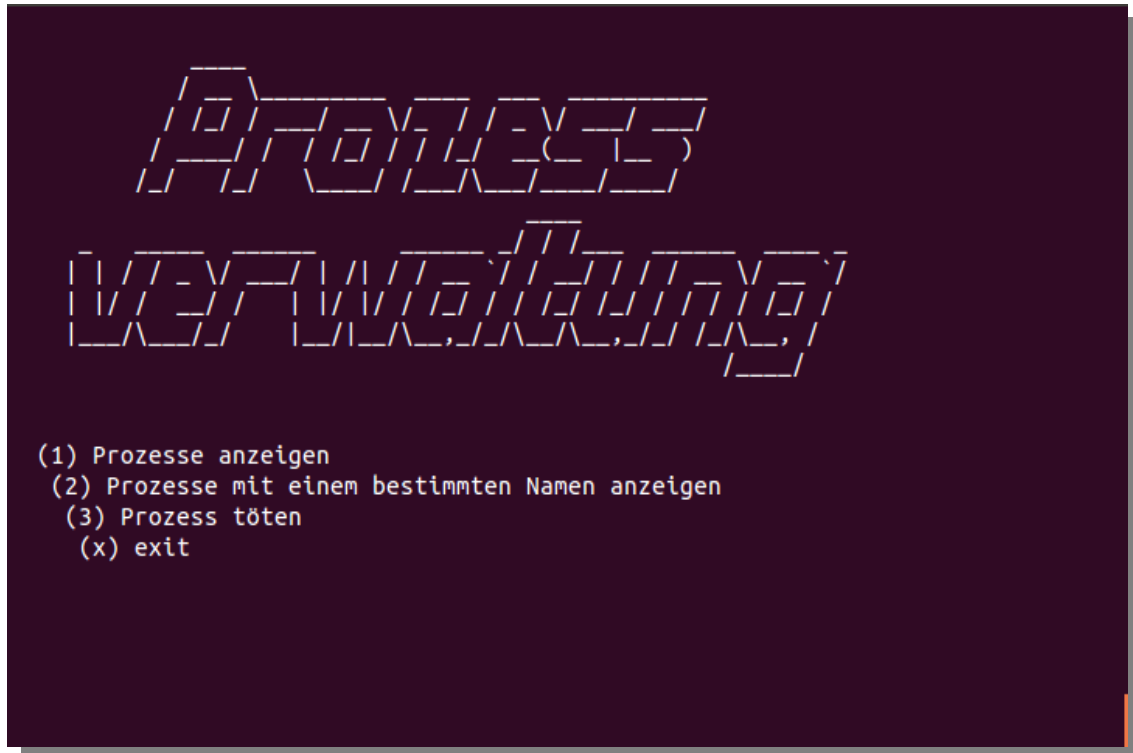 Prozess
verwaltung
(1) Prozesse anzeigen
(2) Prozesse mit einem bestimmten Namen anzeigen
(3) Prozess töten
(x) exit